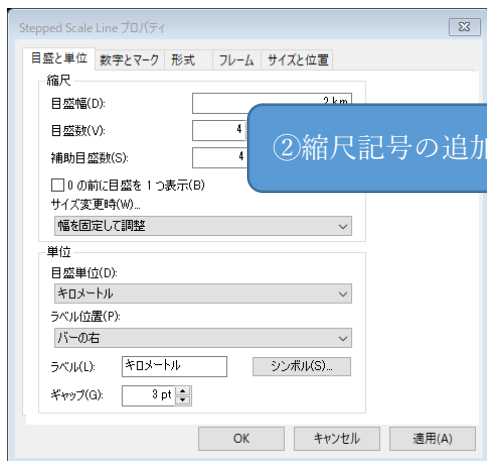 Stepped Scale Line プロパティ
目盛と単位 数字とマーク 形式 フレーム サイズと位置
縮尺
目盛幅(D): 2 km
目盛数(V): 4
補助目盛数(S): 4
②縮尺記号の追加
0 の前に目盛を 1 つ表示(B)
サイズ変更時(W)...
幅を固定して調整
単位
目盛単位(D):
キロメートル
ラベル位置(P):
バーの右
ラベル(L): キロメートル シンボル(S)...
ギャップ(G): 3 pt
OK キャンセル 適用(A)